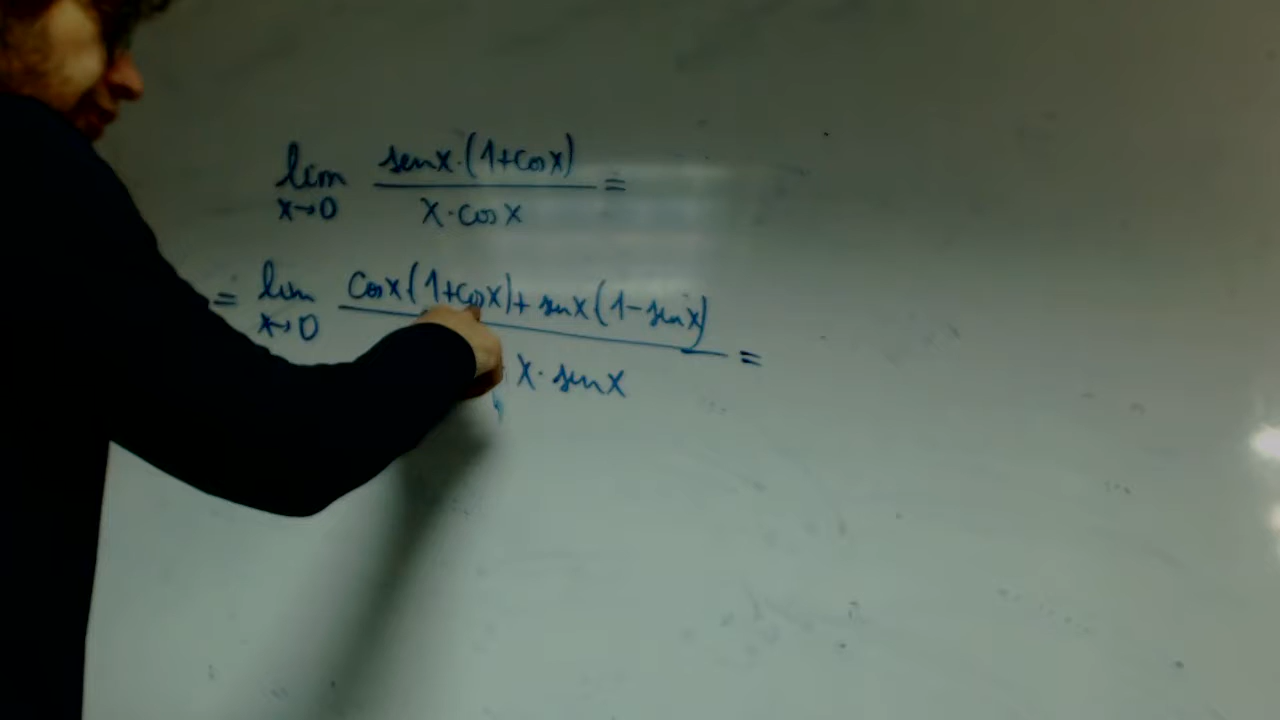 lim senx·(1+cosx) =
x→0 x·cosx
= lim cosx(1+cosx)+senx(1-senx) =
x→0 x·senx